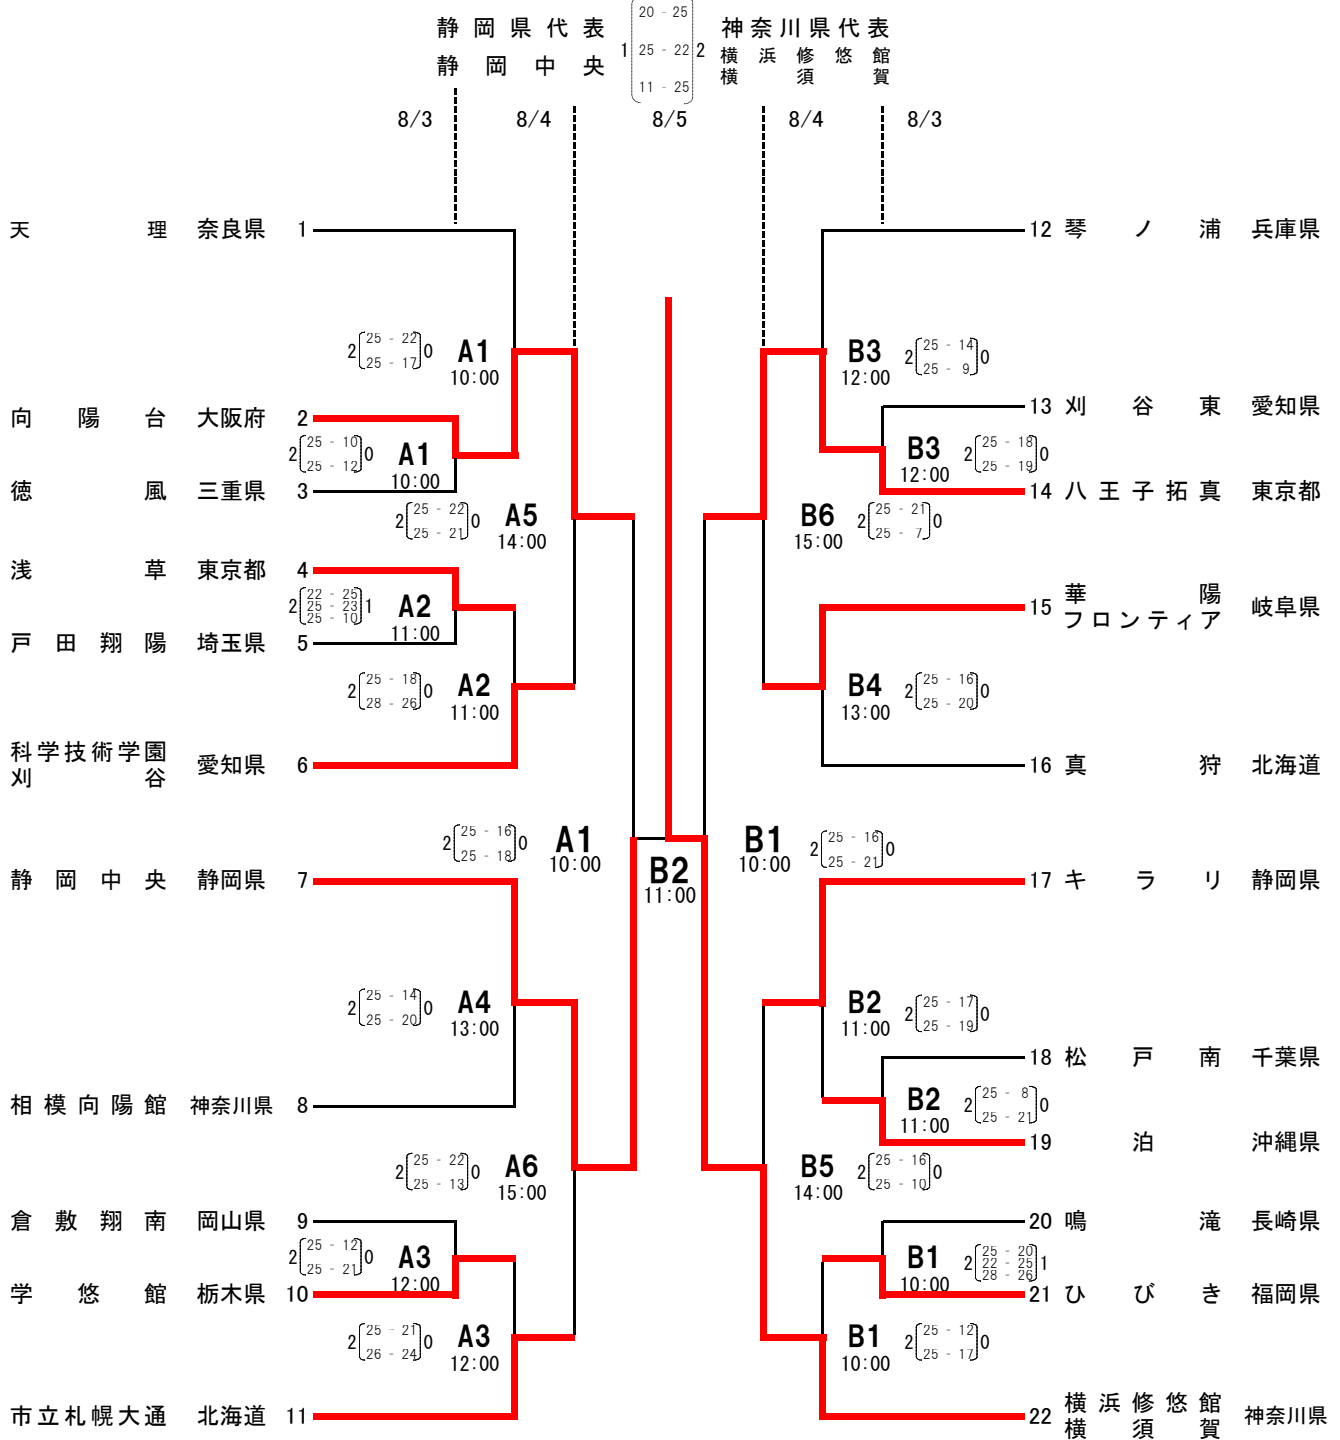 静岡県代表
静岡中央
1 20 - 25
25 - 22
11 - 25 2
神奈川県代表
横浜修悠館
横須賀
8/3 8/4 8/5 8/4 8/3
天理 奈良県 1
2 25 - 22
25 - 17 0
A1
10:00
向陽台 大阪府 2
2 25 - 10
25 - 12 0
A1
10:00
徳風 三重県 3
2 25 - 22
25 - 21 0
A5
14:00
浅草 東京都 4
2 22 - 25
25 - 23
25 - 10 1
A2
11:00
戸田翔陽 埼玉県 5
2 25 - 18
28 - 26 0
A2
11:00
科学技術学園
刈谷 愛知県 6
2 25 - 16
25 - 18 0
A1
10:00
静岡中央 静岡県 7
2 25 - 14
25 - 20 0
A4
13:00
相模向陽館 神奈川県 8
2 25 - 22
25 - 13 0
A6
15:00
倉敷翔南 岡山県 9
2 25 - 12
25 - 21 0
A3
12:00
学悠館 栃木県 10
2 25 - 21
26 - 24 0
A3
12:00
市立札幌大通 北海道 11
B2
11:00
12 琴ノ浦 兵庫県
B3
12:00
2 25 - 14
25 - 9 0
13 刈谷東 愛知県
B3
12:00
2 25 - 18
25 - 19 0
14 八王子拓真 東京都
B6
15:00
2 25 - 21
25 - 7 0
15 華陽
フロンティア 岐阜県
B4
13:00
2 25 - 16
25 - 20 0
16 真狩 北海道
B1
10:00
2 25 - 16
25 - 21 0
17 キラリ 静岡県
B2
11:00
2 25 - 17
25 - 19 0
18 松戸南 千葉県
B2
11:00
2 25 - 8
25 - 21 0
19 泊 沖縄県
B5
14:00
2 25 - 16
25 - 10 0
20 鳴滝 長崎県
B1
10:00
2 25 - 20
22 - 25
28 - 26 1
21 ひびき 福岡県
B1
10:00
2 25 - 12
25 - 17 0
22 横浜修悠館
横須賀 神奈川県